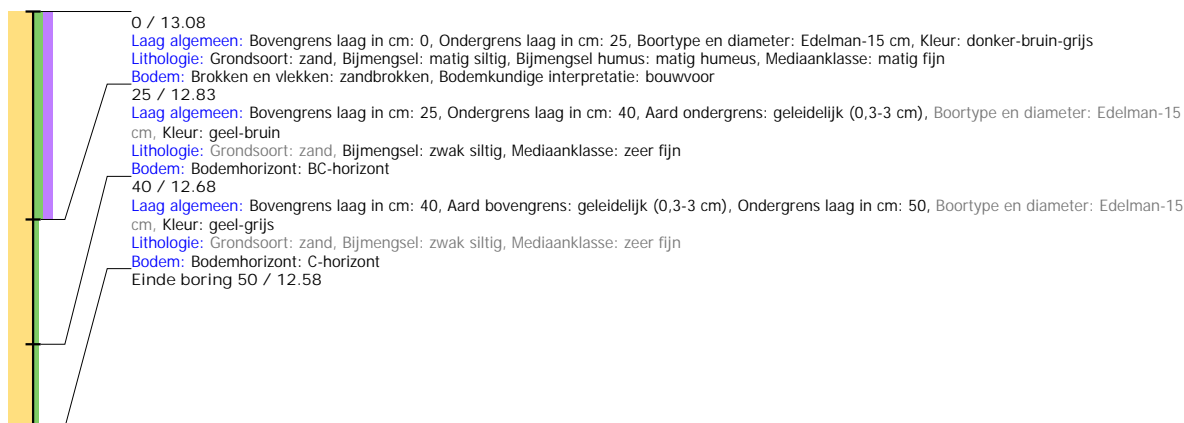 0 / 13.08
Laag algemeen: Bovengrens laag in cm: 0, Ondergrens laag in cm: 25, Boortype en diameter: Edelman-15 cm, Kleur: donker-bruin-grijs
Lithologie: Grondsoort: zand, Bijmengsel: matig siltig, Bijmengsel humus: matig humeus, Mediaanklasse: matig fijn
Bodem: Brokken en vlekken: zandbrokken, Bodemkundige interpretatie: bouwvoor
25 / 12.83
Laag algemeen: Bovengrens laag in cm: 25, Ondergrens laag in cm: 40, Aard ondergrens: geleidelijk (0,3-3 cm), Boortype en diameter: Edelman-15
cm, Kleur: geel-bruin
Lithologie: Grondsoort: zand, Bijmengsel: zwak siltig, Mediaanklasse: zeer fijn
Bodem: Bodemhorizont: BC-horizont
40 / 12.68
Laag algemeen: Bovengrens laag in cm: 40, Aard bovengrens: geleidelijk (0,3-3 cm), Ondergrens laag in cm: 50, Boortype en diameter: Edelman-15
cm, Kleur: geel-grijs
Lithologie: Grondsoort: zand, Bijmengsel: zwak siltig, Mediaanklasse: zeer fijn
Bodem: Bodemhorizont: C-horizont
Einde boring 50 / 12.58